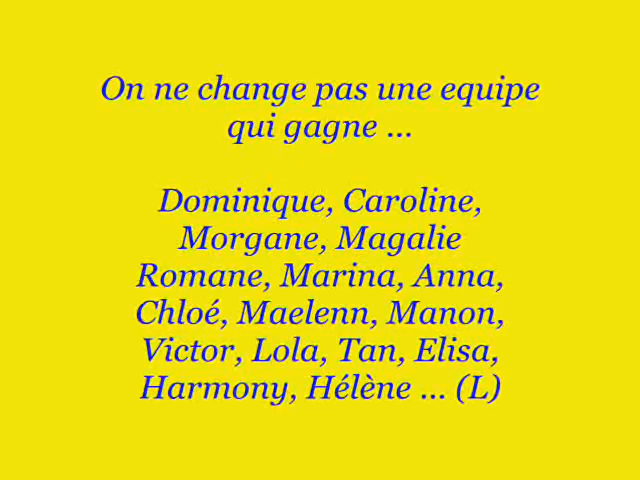 On ne change pas une equipe
qui gagne ...
Dominique, Caroline,
Morgane, Magalie
Romane, Marina, Anna,
Chloé, Maelenn, Manon,
Victor, Lola, Tan, Elisa,
Harmony, Hélène ... (L)